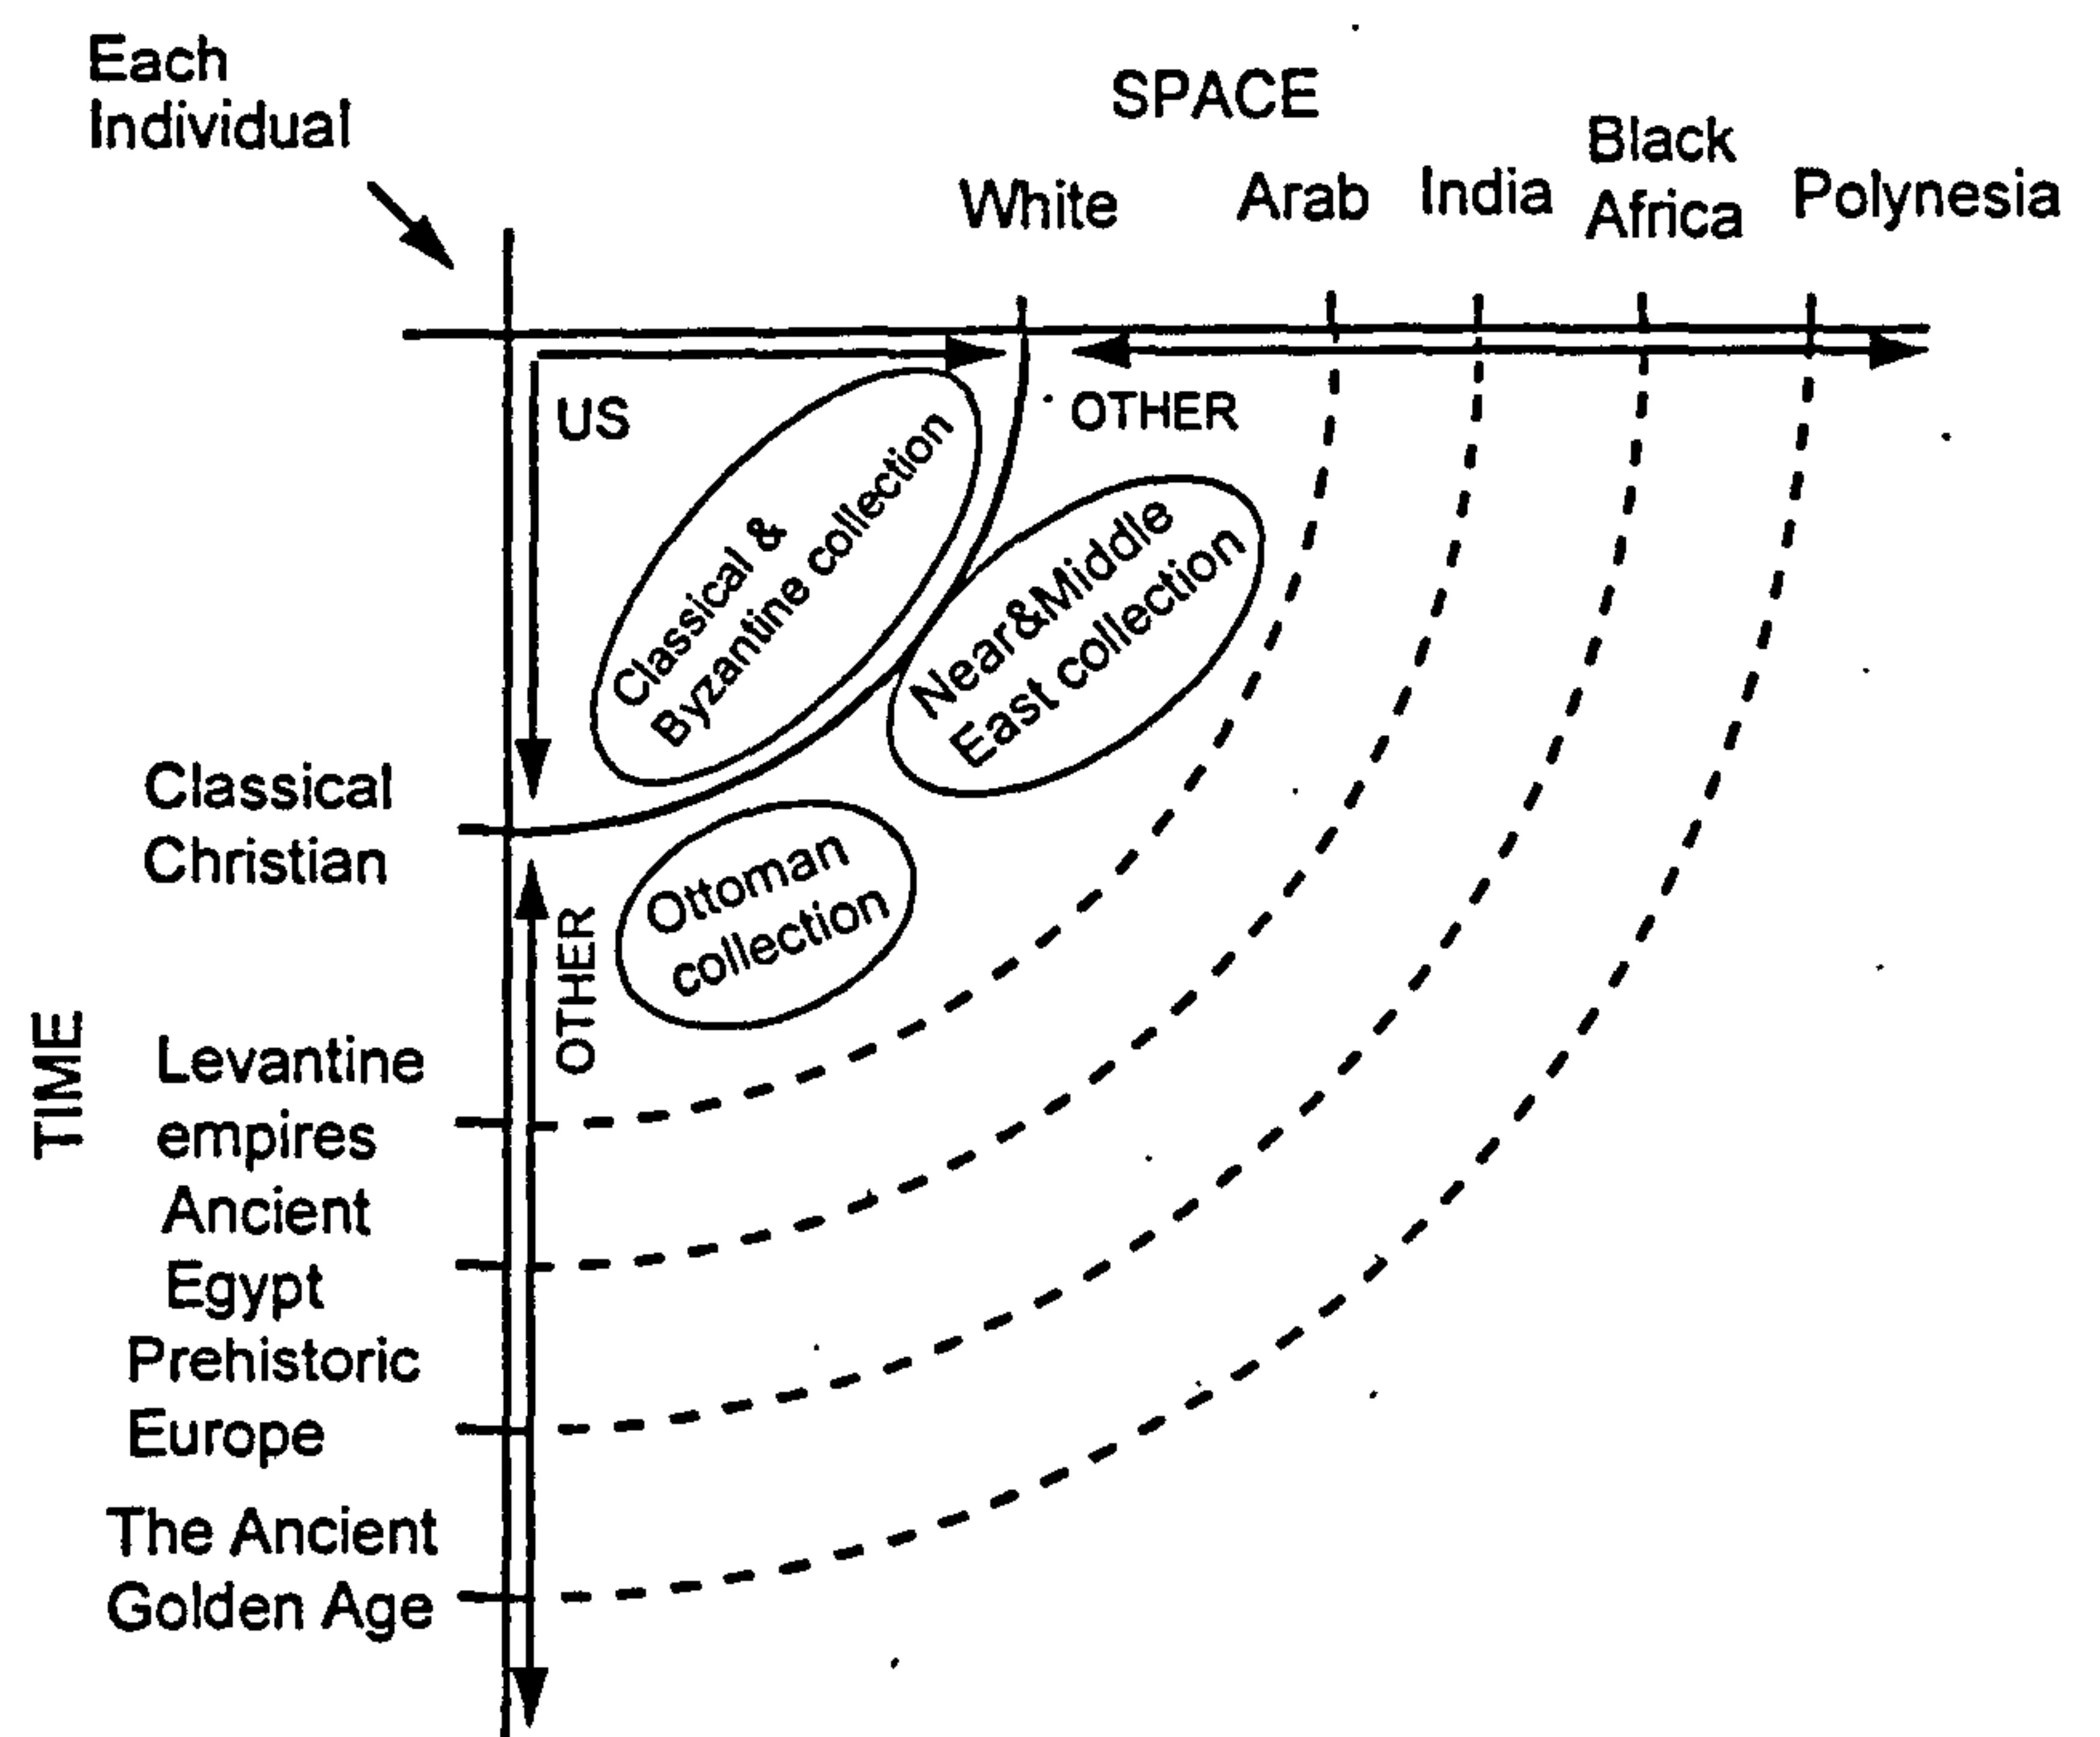 Each
Individual
SPACE
White
Arab
India
Black
Africa
Polynesia
US
OTHER
Classical &
Byzantine collection
Near&Middle
East collection
Classical
Christian
Ottoman
collection
OTHER
TIME
Levantine
empires
Ancient
Egypt
Prehistoric
Europe
The Ancient
Golden Age